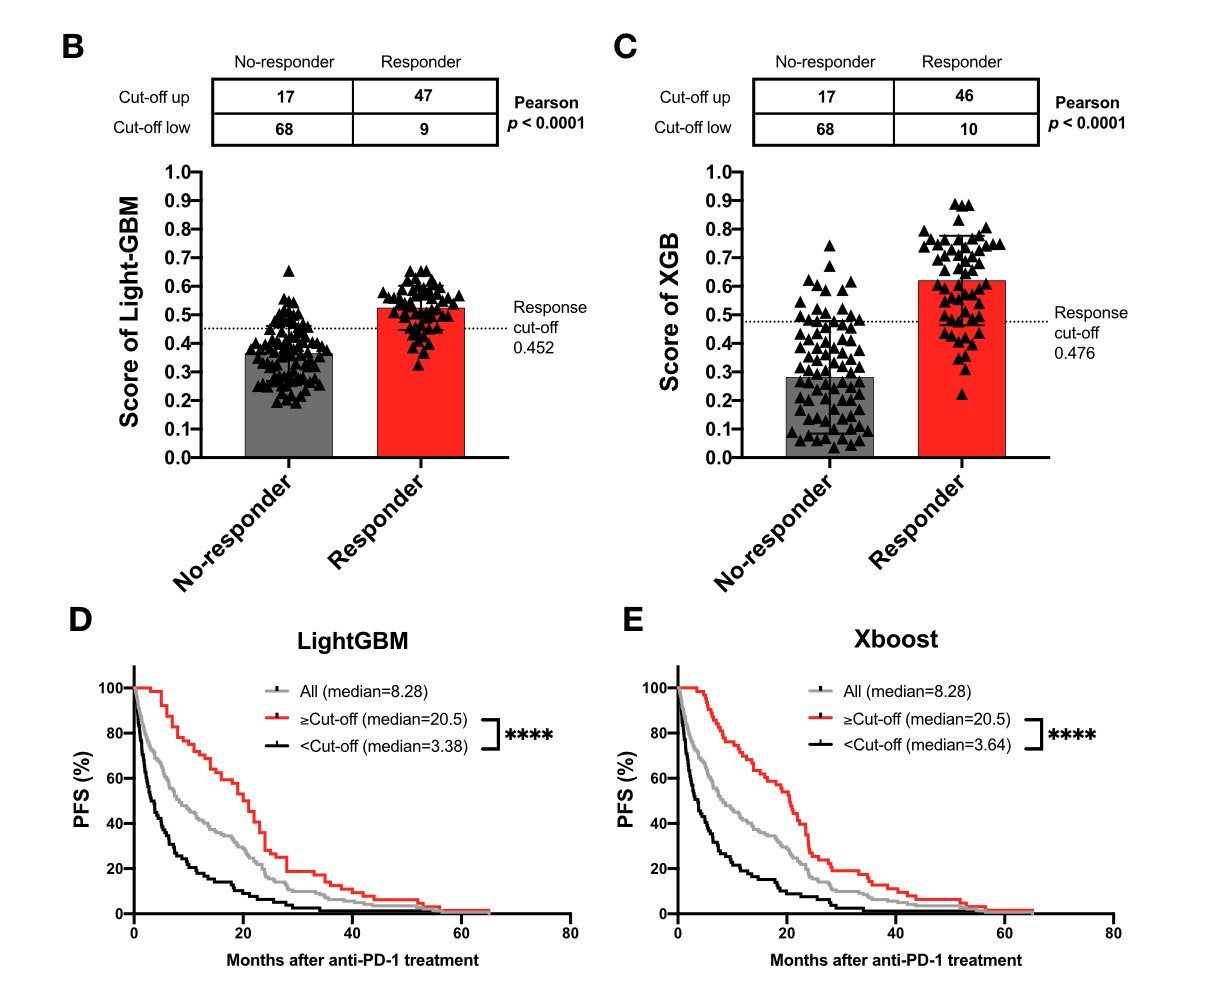 B
No-responder Responder
Cut-off up 17 47
Cut-off low 68 9
Pearson
p < 0.0001
1.0
0.9
0.8
0.7
0.6
0.5
0.4
0.3
0.2
0.1
0.0
Score of Light-GBM
Response
cut-off
0.452
No-responder
Responder
C
No-responder Responder
Cut-off up 17 46
Cut-off low 68 10
Pearson
p < 0.0001
1.0
0.9
0.8
0.7
0.6
0.5
0.4
0.3
0.2
0.1
0.0
Score of XGB
Response
cut-off
0.476
No-responder
Responder
D
LightGBM
All (median=8.28)
≥Cut-off (median=20.5)
<Cut-off (median=3.38)
****
100
80
60
40
20
0
PFS (%)
0 20 40 60 80
Months after anti-PD-1 treatment
E
Xboost
All (median=8.28)
≥Cut-off (median=20.5)
<Cut-off (median=3.64)
****
100
80
60
40
20
0
PFS (%)
0 20 40 60 80
Months after anti-PD-1 treatment